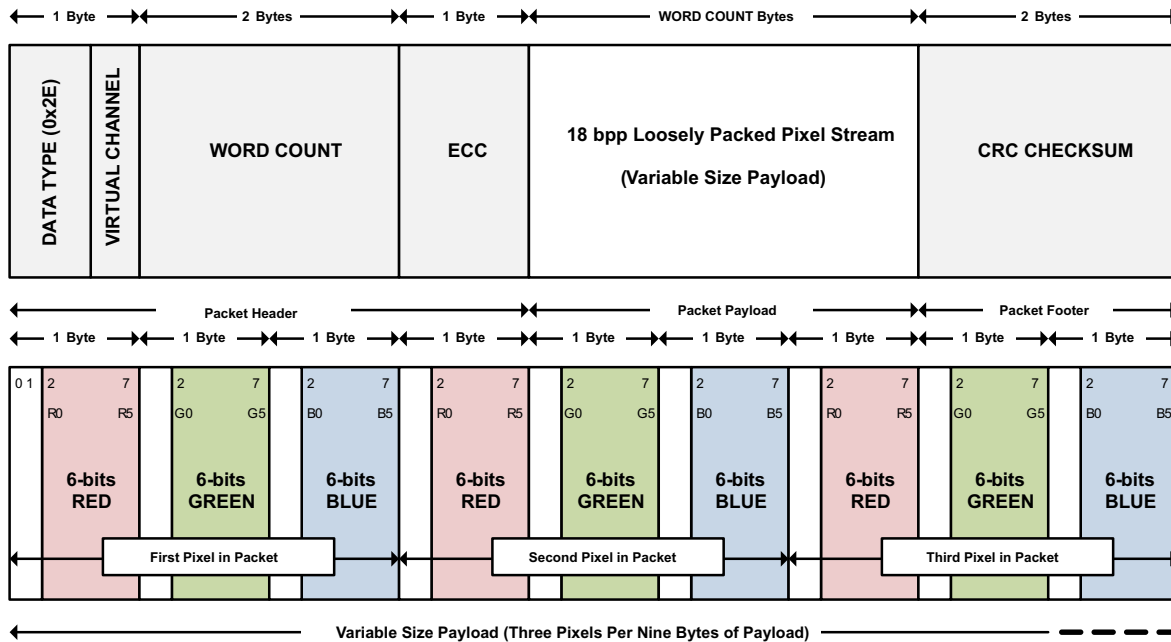 1 Byte 2 Bytes 1 Byte WORD COUNT Bytes 2 Bytes
DATA TYPE (0x2E)
VIRTUAL CHANNEL
WORD COUNT
ECC
18 bpp Loosely Packed Pixel Stream
(Variable Size Payload)
CRC CHECKSUM
Packet Header Packet Payload Packet Footer
1 Byte 1 Byte 1 Byte 1 Byte 1 Byte 1 Byte 1 Byte 1 Byte 1 Byte
0 1 2 7 2 7 2 7 2 7 2 7 2 7 2 7 2 7 2 7
R0 R5 G0 G5 B0 B5 R0 R5 G0 G5 B0 B5 R0 R5 G0 G5 B0 B5
6-bits 6-bits 6-bits 6-bits 6-bits 6-bits 6-bits 6-bits 6-bits
RED GREEN BLUE RED GREEN BLUE RED GREEN BLUE
First Pixel in Packet Second Pixel in Packet Third Pixel in Packet
Variable Size Payload (Three Pixels Per Nine Bytes of Payload)